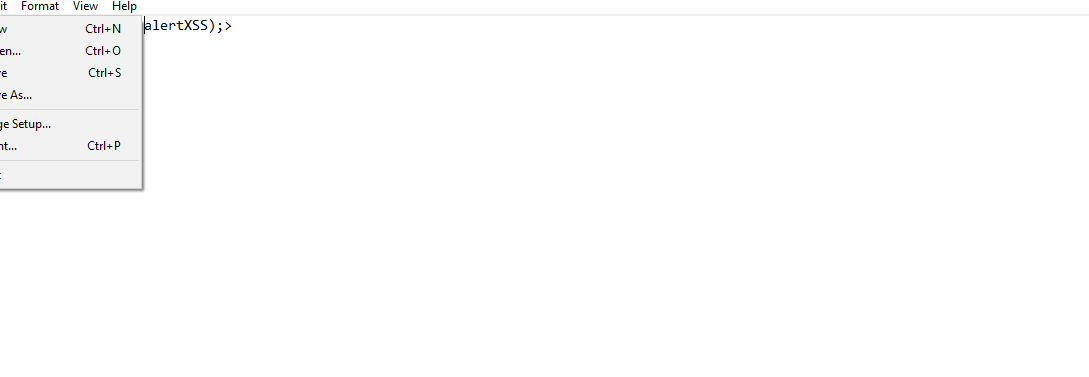 it Format View Help
w Ctrl+N
en... Ctrl+O
e Ctrl+S
e As...
ge Setup...
nt... Ctrl+P
t
alertXSS);>